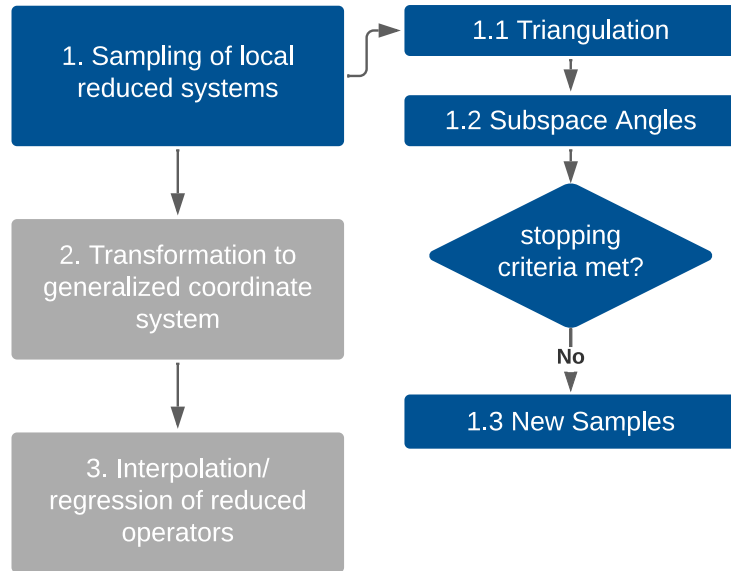 1. Sampling of local
reduced systems
2. Transformation to
generalized coordinate
system
3. Interpolation/
regression of reduced
operators
1.1 Triangulation
1.2 Subspace Angles
stopping
criteria met?
No
1.3 New Samples